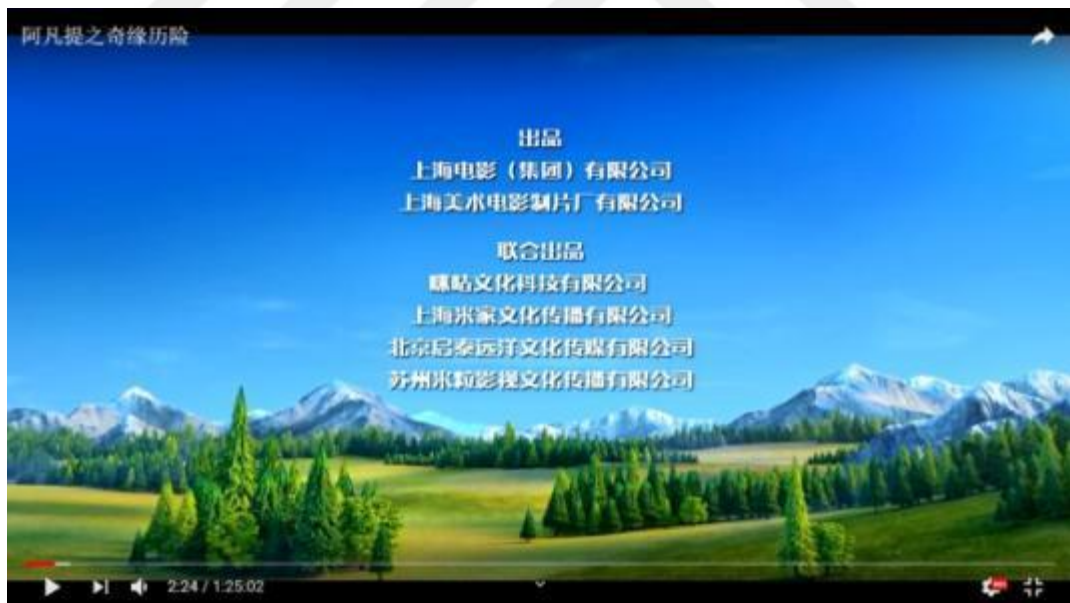 阿凡提之奇缘历险
出品
上海电影（集团）有限公司
上海美术电影制片厂有限公司
联合出品
咪咕文化科技有限公司
上海米家文化传播有限公司
北京启泰远洋文化传媒有限公司
苏州米粒影视文化传播有限公司
2:24 / 1:25:02